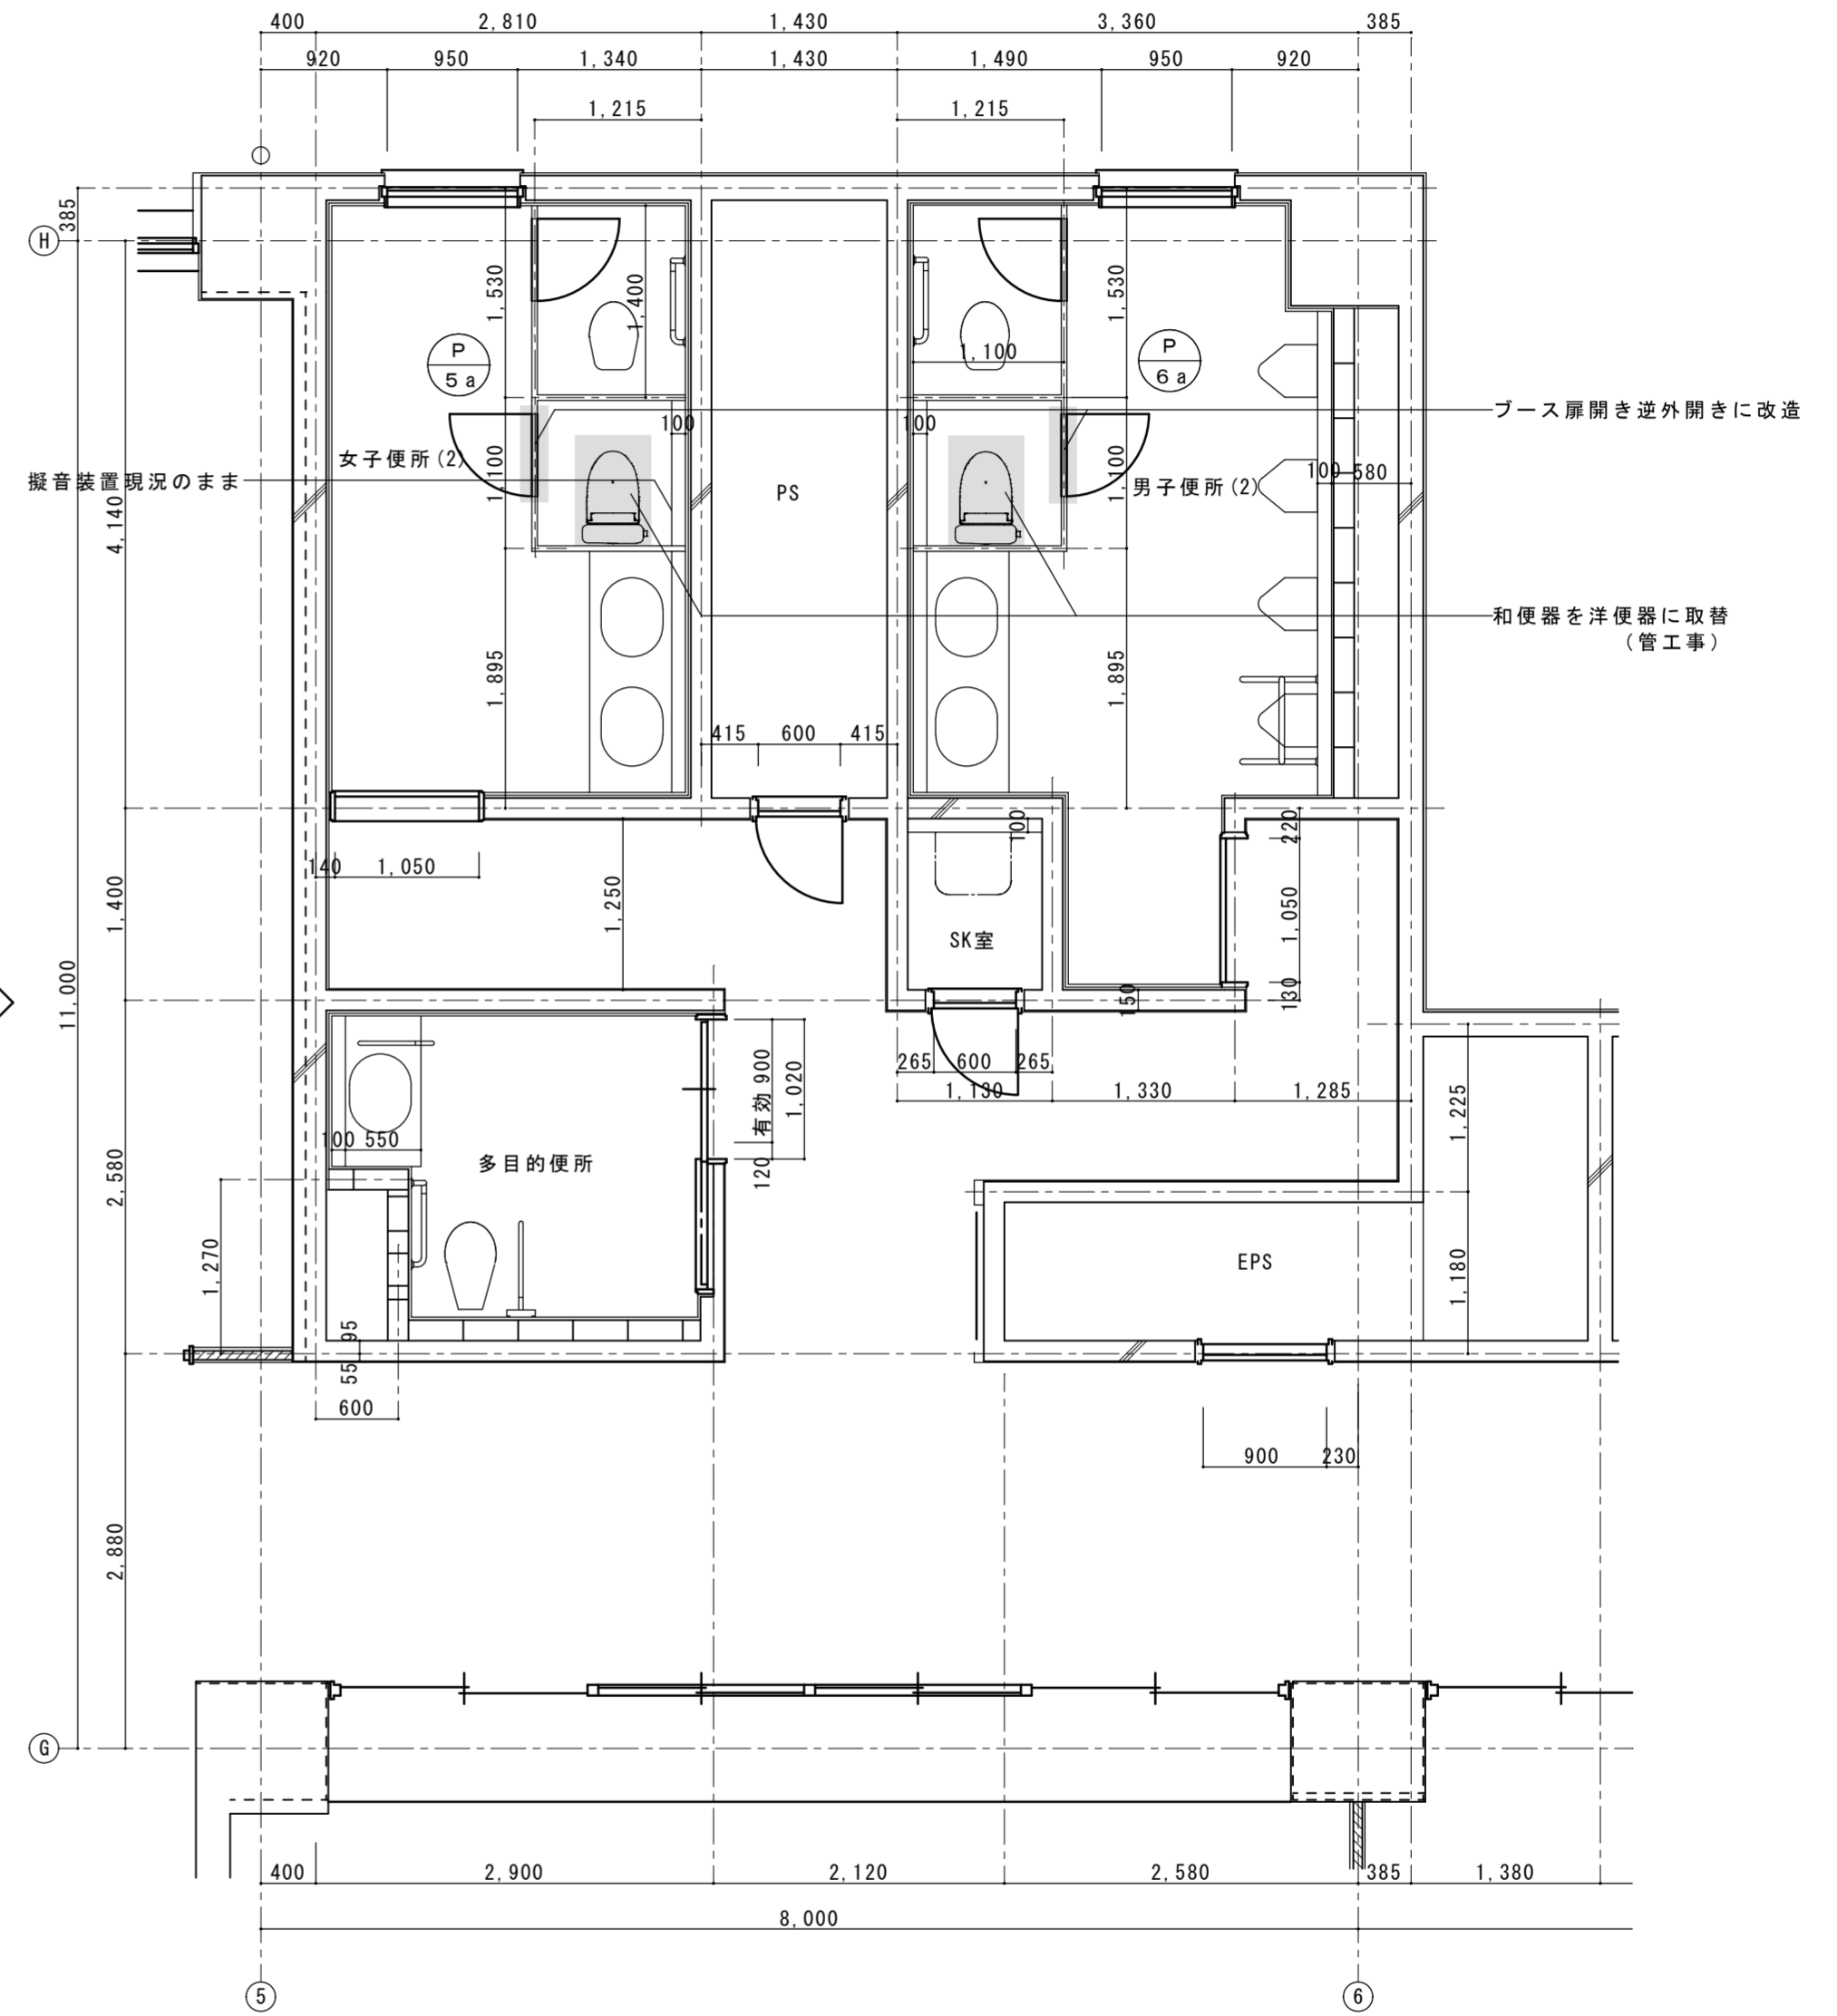 400 2,810 1,430 3,360 385
920 950 1,340 1,430 1,490 950 920
1,215 1,215
385
H
1,530 1,400 1,530
1,100
P P
5a 6a
ブース扉開き逆外開きに改造
100 100
女子便所(2) 1,100 1,100 100 580
擬音装置現況のまま
PS 男子便所(2)
4,140
和便器を洋便器に取替
(管工事)
1,895 1,895
415 600 415
220
100
140 1,050
1,400 1,250 1,050
SK室
11,000
150 130
265 600 265
有効 900 1,020
1,130 1,330 1,285
1,225
100 550
多目的便所 120
2,580
1,270 EPS 1,180
95
55
600
900 230
2,880
G
400 2,900 2,120 2,580 385 1,380
8,000
5 6